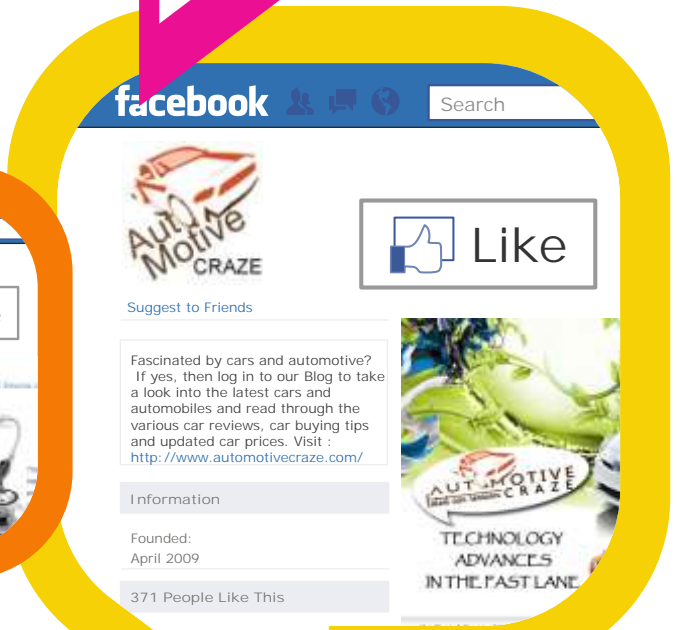 facebook
Search
AUTO
MOTIVE
CRAZE
Like
Suggest to Friends
Fascinated by cars and automotive?
If yes, then log in to our Blog to take
a look into the latest cars and
automobiles and read through the
various car reviews, car buying tips
and updated car prices. Visit :
http://www.automotivecraze.com/
Information
Founded:
April 2009
371 People Like This
AUTOMOTIVE
CRAZE
TECHNOLOGY
ADVANCES
IN THE FAST LANE